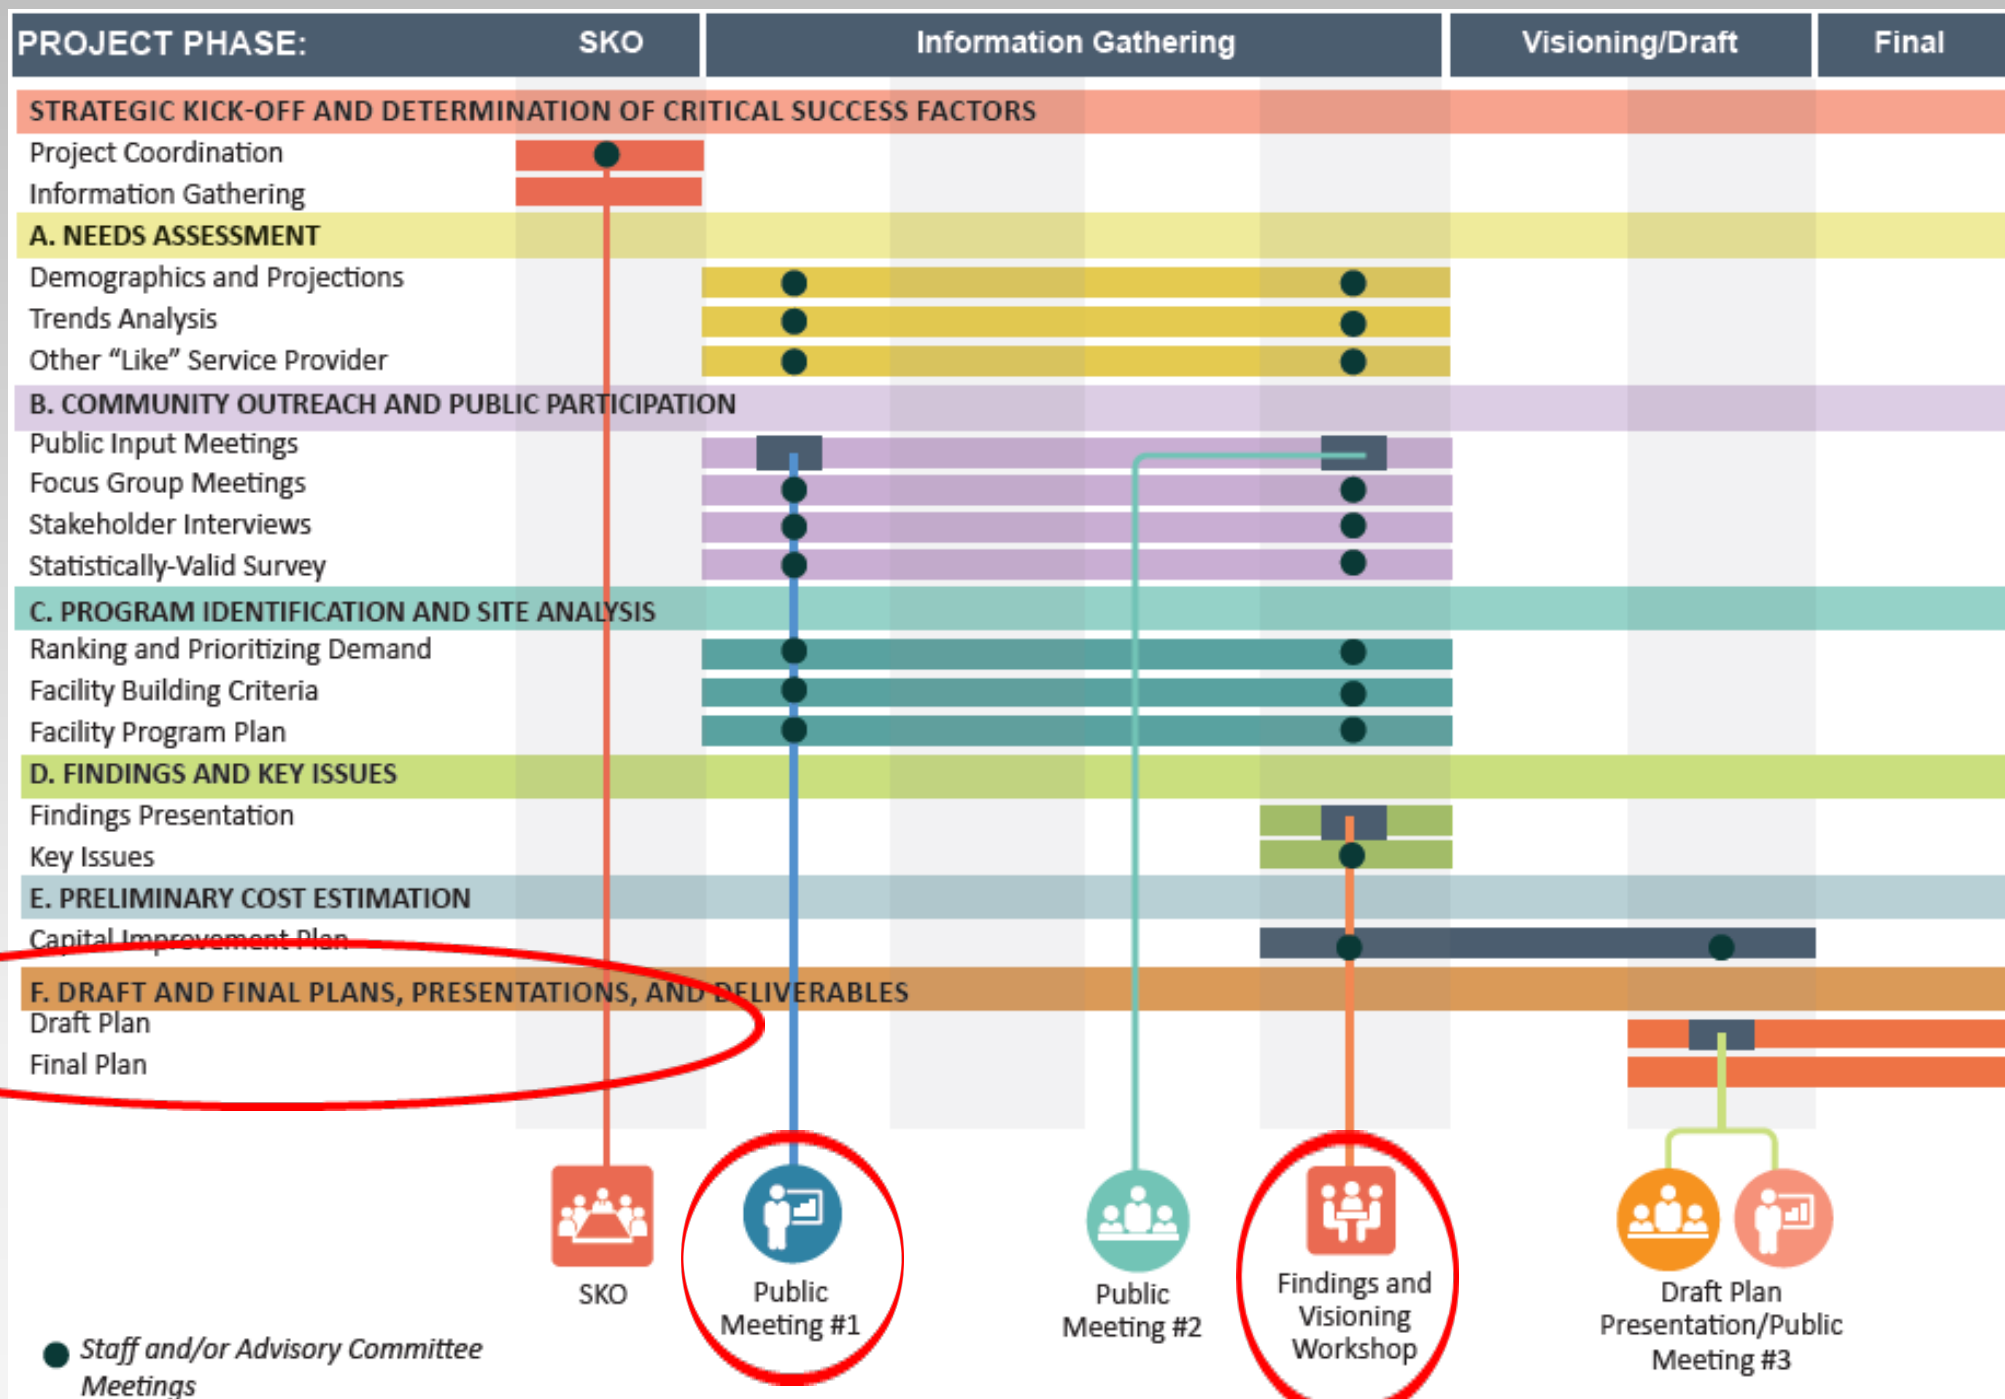 PROJECT PHASE: SKO Information Gathering Visioning/Draft Final
STRATEGIC KICK-OFF AND DETERMINATION OF CRITICAL SUCCESS FACTORS
Project Coordination
Information Gathering
A. NEEDS ASSESSMENT
Demographics and Projections
Trends Analysis
Other “Like” Service Provider
B. COMMUNITY OUTREACH AND PUBLIC PARTICIPATION
Public Input Meetings
Focus Group Meetings
Stakeholder Interviews
Statistically-Valid Survey
C. PROGRAM IDENTIFICATION AND SITE ANALYSIS
Ranking and Prioritizing Demand
Facility Building Criteria
Facility Program Plan
D. FINDINGS AND KEY ISSUES
Findings Presentation
Key Issues
E. PRELIMINARY COST ESTIMATION
Capital Improvement Plan
F. DRAFT AND FINAL PLANS, PRESENTATIONS, AND DELIVERABLES
Draft Plan
Final Plan
SKO
Public
Meeting #1
Public
Meeting #2
Findings and
Visioning
Workshop
Draft Plan
Presentation/Public
Meeting #3
Staff and/or Advisory Committee
Meetings